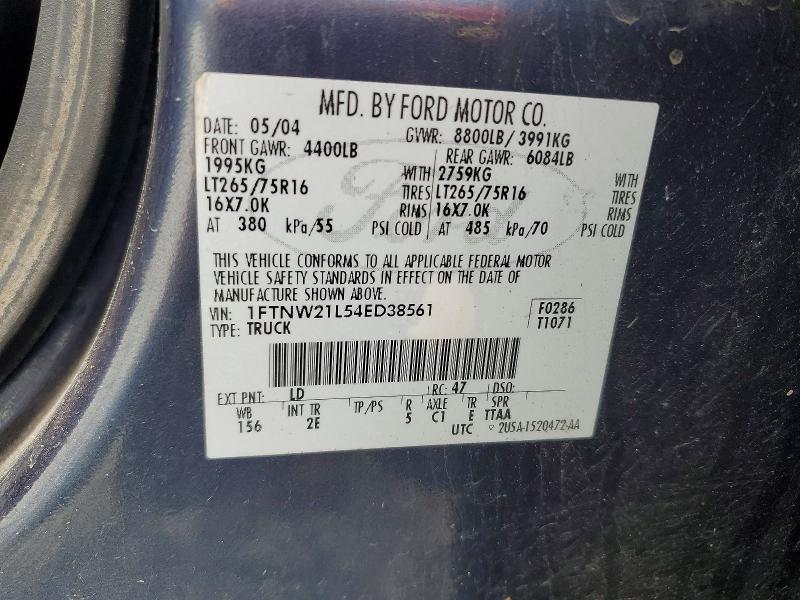 MFD. BY FORD MOTOR CO.
DATE: 05/04 GVWR: 8800LB/ 3991KG
FRONT GAWR: 4400LB REAR GAWR: 6084LB
1995KG WITH 2759KG WITH
LT265/75R16 TIRES LT265/75R16 TIRES
16X7.0K RIMS 16X7.0K RIMS
AT 380 kPa/55 PSI COLD AT 485 kPa/70 PSI COLD
Ford
THIS VEHICLE CONFORMS TO ALL APPLICABLE FEDERAL MOTOR
VEHICLE SAFETY STANDARDS IN EFFECT ON THE DATE OF
MANUFACTURE SHOWN ABOVE.
VIN: 1FTNW21L54ED38561 F0286
TYPE: TRUCK T1071
EXT PNT: LD RC: 47 DSO:
WB INT TR TP/PS R AXLE TR SPR
156 2E 5 C1 E TTAA
UTC 2U5A-1520472-AA